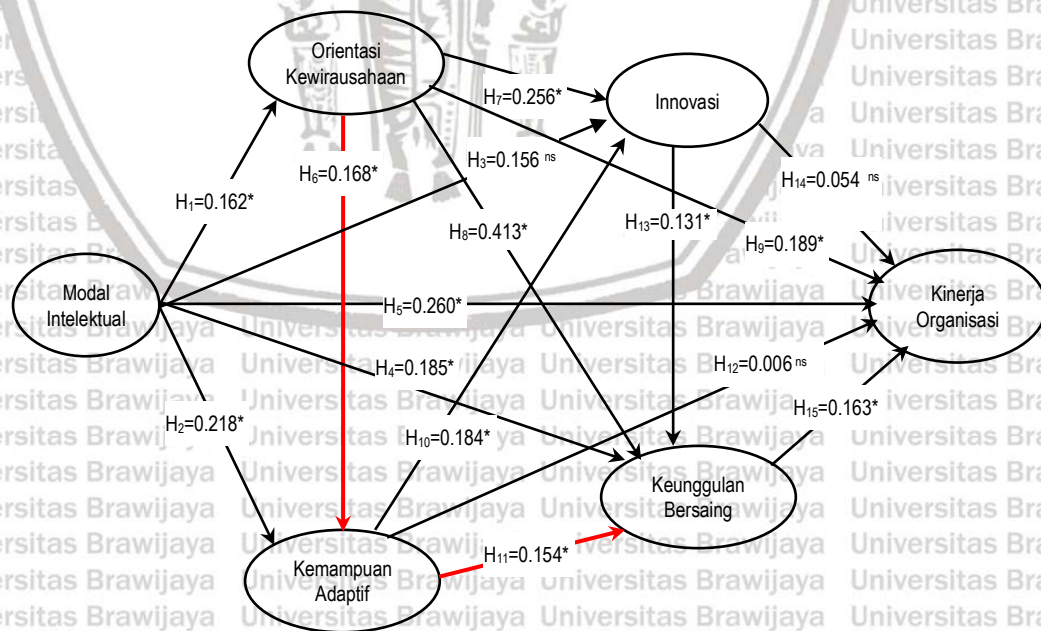 Orientasi
Kewirausahaan
Innovasi
H7=0.256*
H3=0.156 ns
H6=0.168*
H14=0.054 ns
H1=0.162*
H13=0.131*
H8=0.413*
H9=0.189*
Modal
Intelektual
H5=0.260*
Kinerja
Organisasi
H4=0.185*
H12=0.006 ns
H15=0.163*
H2=0.218*
H10=0.184*
Keunggulan
Bersaing
H11=0.154*
Kemampuan
Adaptif
Universitas Brawijaya